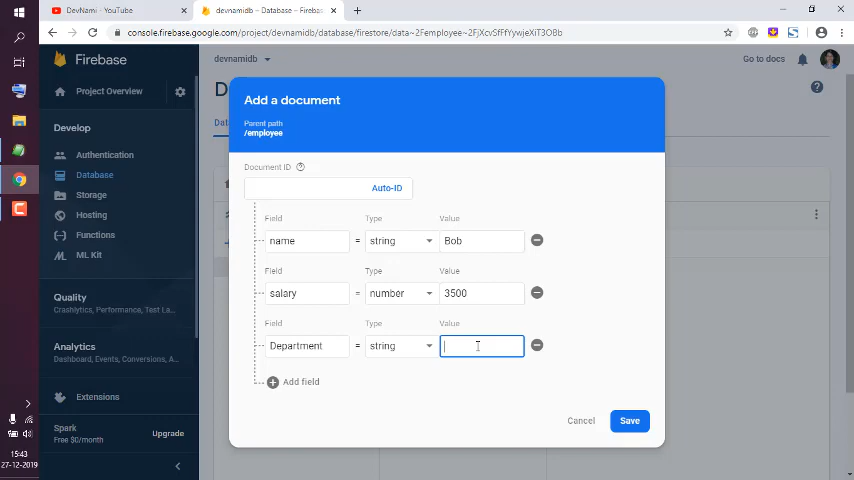 DevNami - YouTube
devnamidb – Database – Firebas
console.firebase.google.com/project/devnamidb/database/firestore/data~2Femployee~2FjXcvSfFfYywjeXiT3OBb
Firebase
devnamidb
Go to docs
Project Overview
D
Develop
Dat
Authentication
Database
Storage
Hosting
Functions
ML Kit
Quality
Crashlytics, Performance, Test La...
Analytics
Dashboard, Events, Conversions, Au...
Extensions
Spark
Free $0/month
Upgrade
Add a document
Parent path
/employee
Document ID
Auto-ID
Field Type Value
name = string Bob
Field Type Value
salary = number 3500
Field Type Value
Department = string
Add field
Cancel Save
15:43
27-12-2019